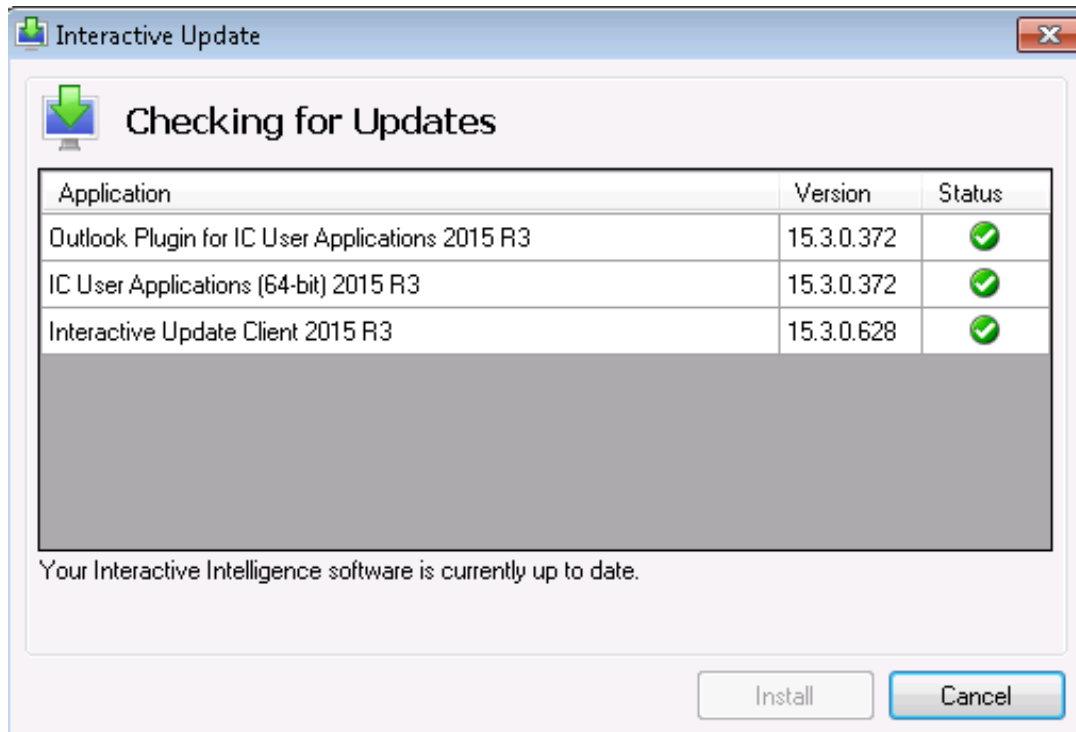 Interactive Update
Checking for Updates
Application Version Status
Outlook Plugin for IC User Applications 2015 R3 15.3.0.372
IC User Applications (64-bit) 2015 R3 15.3.0.372
Interactive Update Client 2015 R3 15.3.0.628
Your Interactive Intelligence software is currently up to date.
Install Cancel